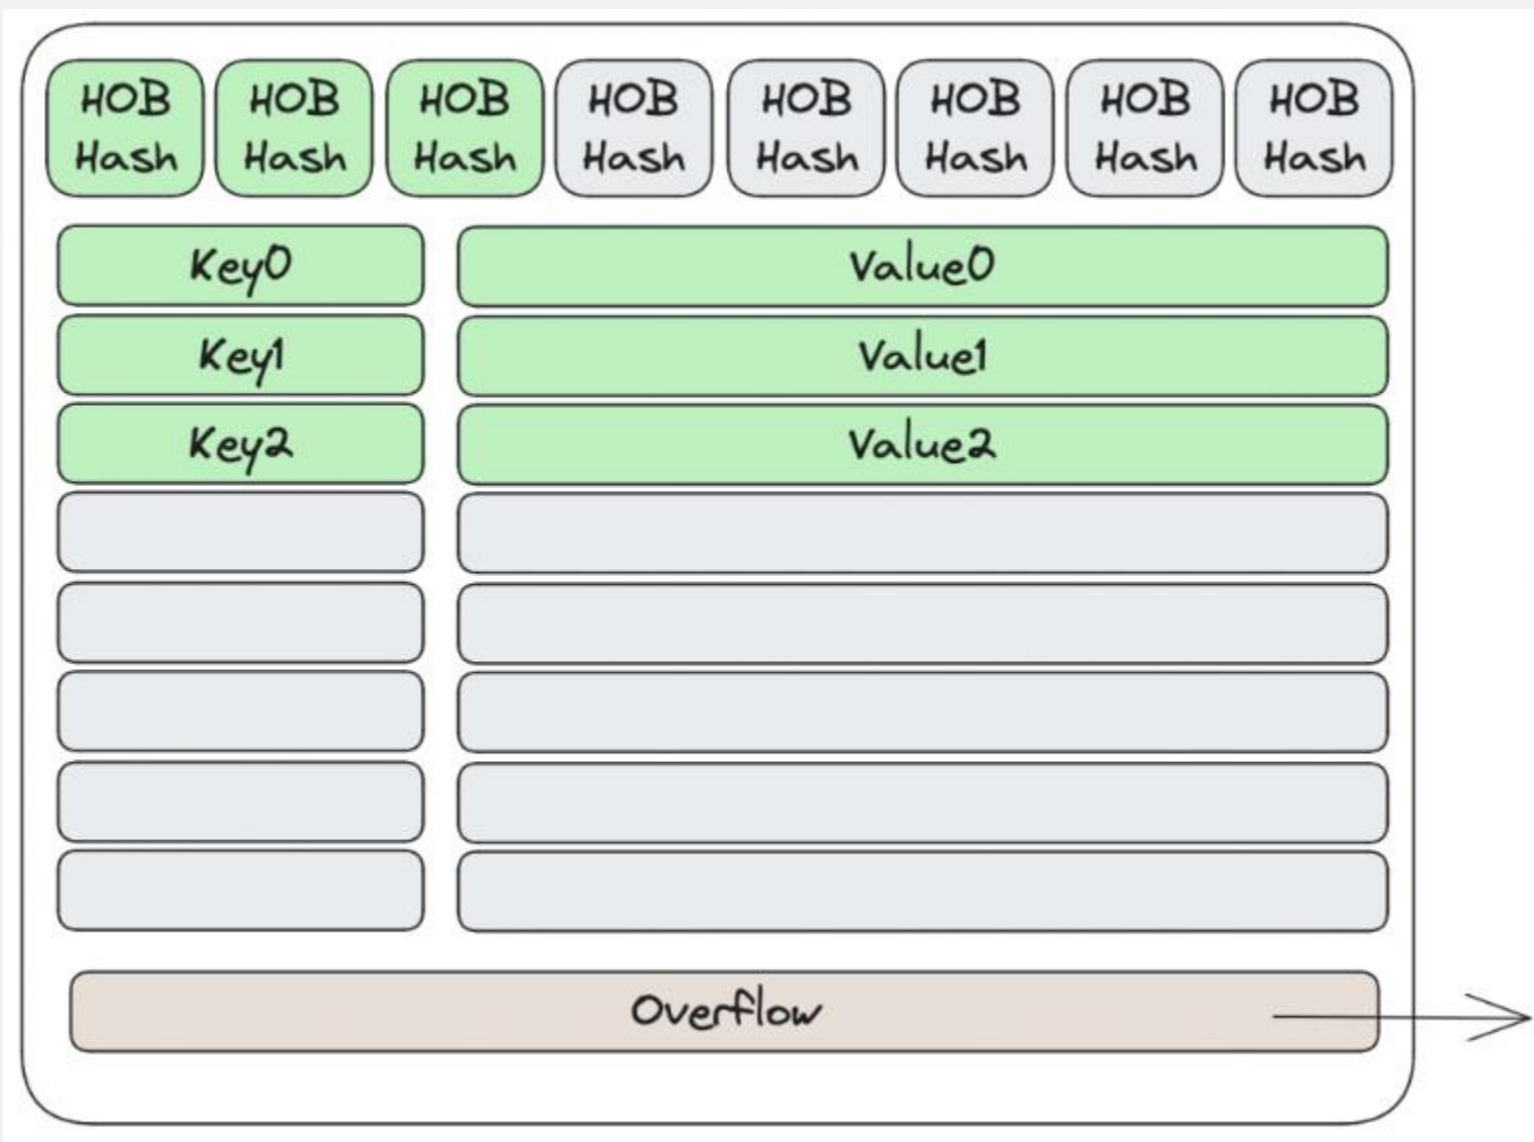 HOB HOB HOB HOB HOB HOB HOB HOB
Hash Hash Hash Hash Hash Hash Hash Hash
Key0 Value0
Key1 Value1
Key2 Value2
Overflow